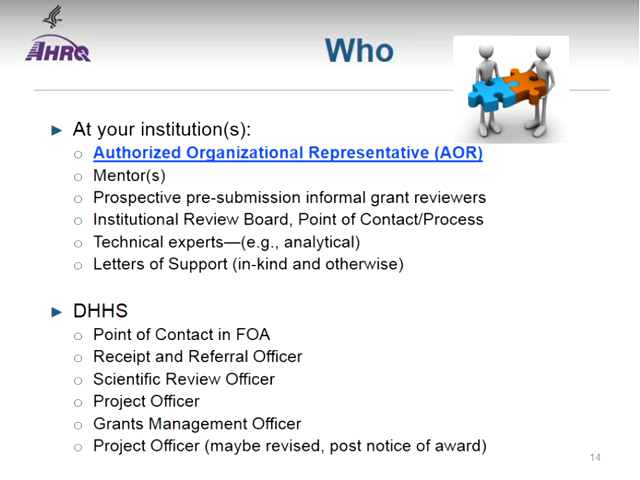 AHRQ
Who
At your institution(s):
Authorized Organizational Representative (AOR)
Mentor(s)
Prospective pre-submission informal grant reviewers
Institutional Review Board, Point of Contact/Process
Technical experts—(e.g., analytical)
Letters of Support (in-kind and otherwise)
DHHS
Point of Contact in FOA
Receipt and Referral Officer
Scientific Review Officer
Project Officer
Grants Management Officer
Project Officer (maybe revised, post notice of award)
14